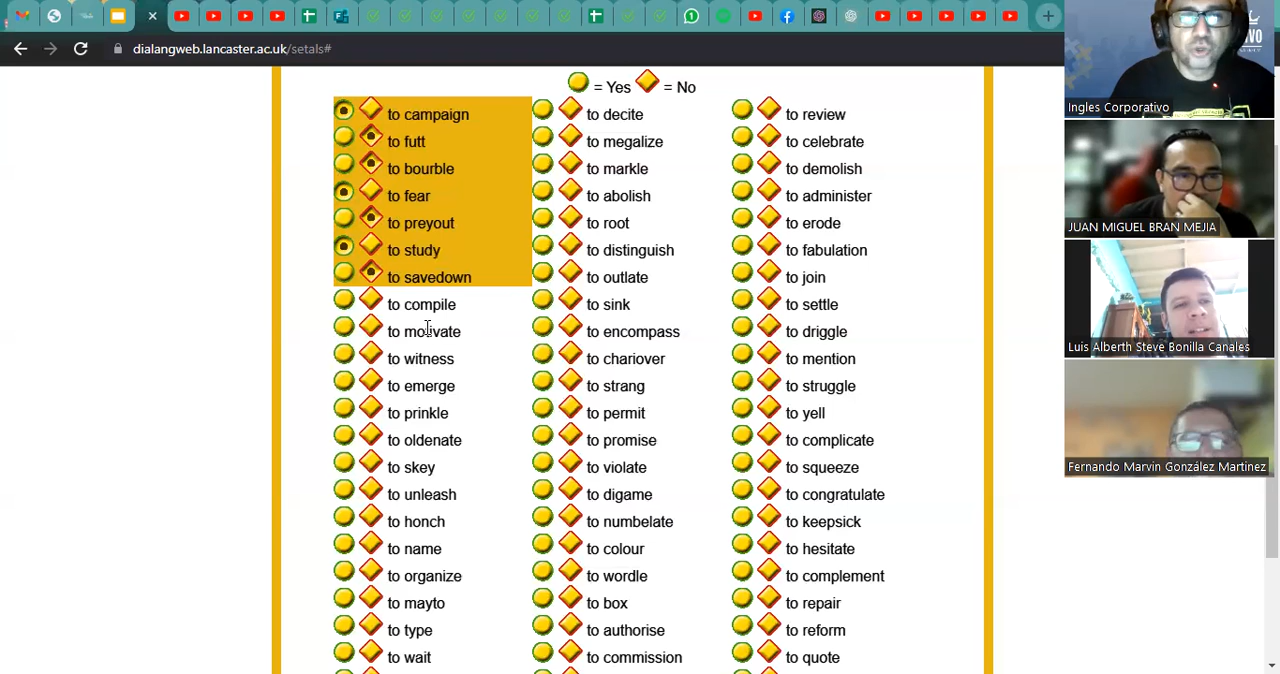 dialangweb.lancaster.ac.uk/setals#
= Yes = No
to campaign
to futt
to bourble
to fear
to preyout
to study
to savedown
to compile
to motivate
to witness
to emerge
to prinkle
to oldenate
to skey
to unleash
to honch
to name
to organize
to mayto
to type
to wait
to decite
to megalize
to markle
to abolish
to root
to distinguish
to outlate
to sink
to encompass
to chariover
to strang
to permit
to promise
to violate
to digame
to numbelate
to colour
to wordle
to box
to authorise
to commission
to review
to celebrate
to demolish
to administer
to erode
to fabulation
to join
to settle
to driggle
to mention
to struggle
to yell
to complicate
to squeeze
to congratulate
to keepsick
to hesitate
to complement
to repair
to reform
to quote
Ingles Corporativo
JUAN MIGUEL BRAN MEJIA
Luis Alberth Steve Bonilla Canales
Fernando Marvin González Martinez